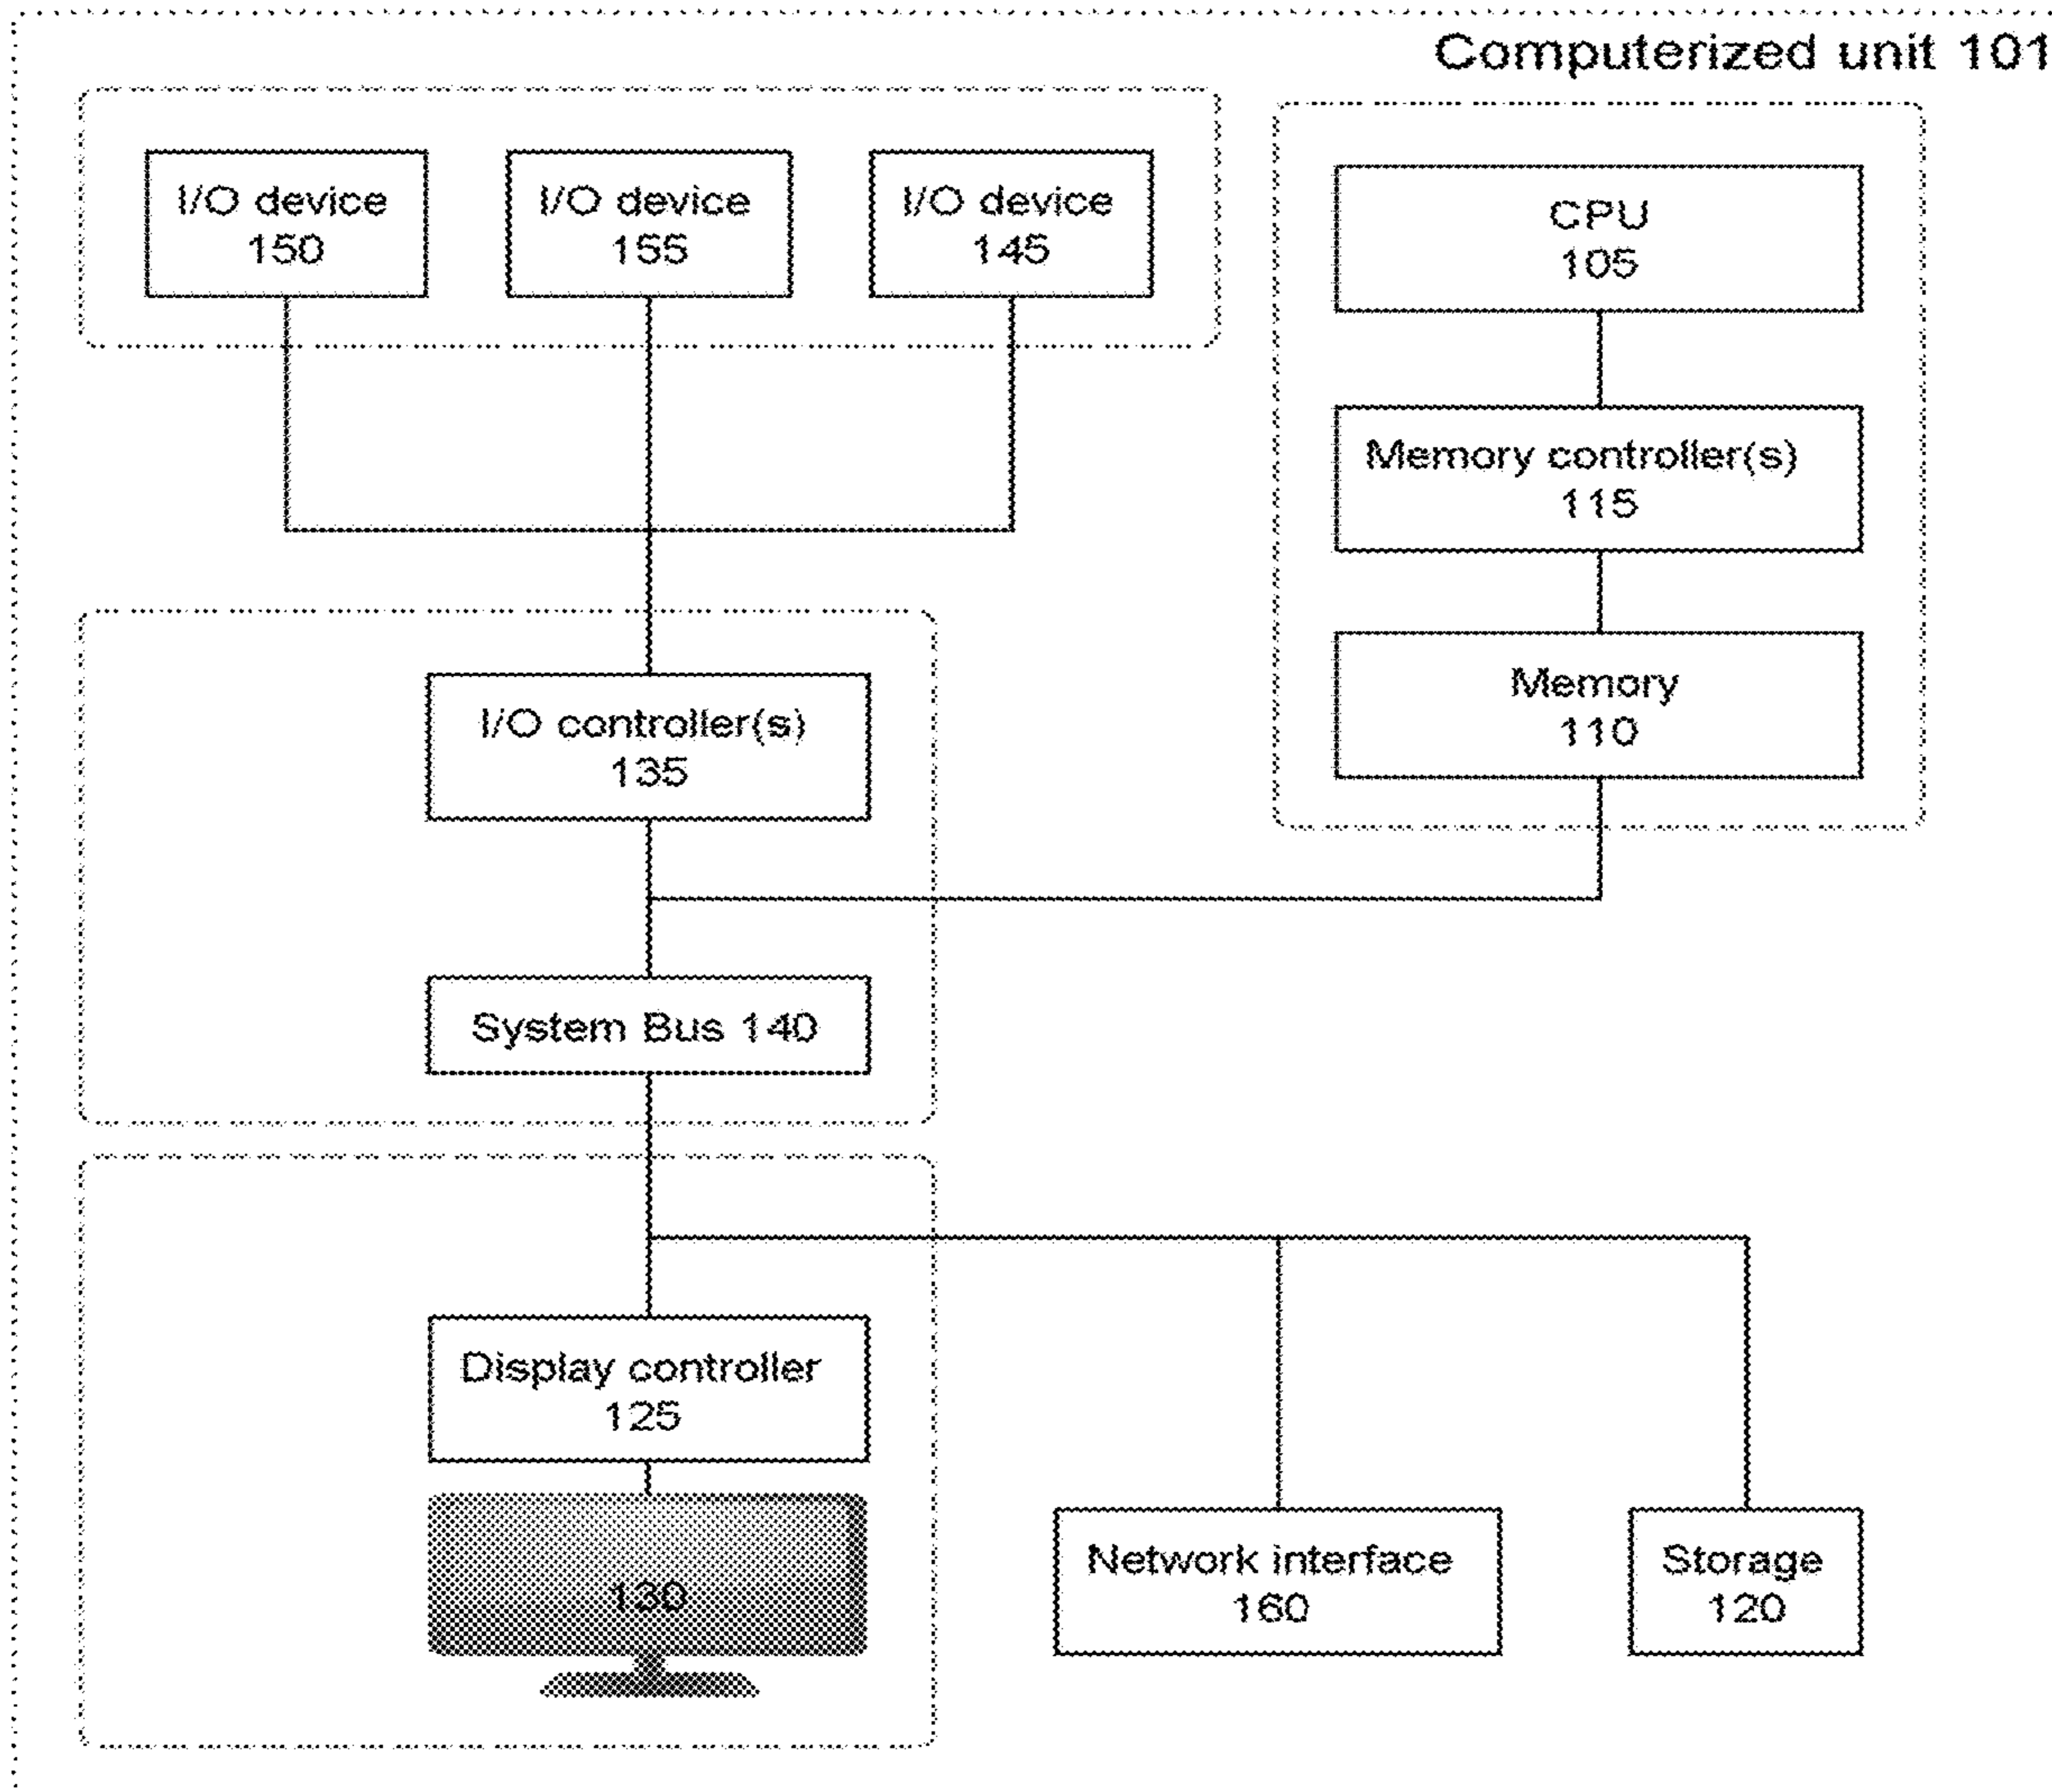 Computerized unit 101
I/O device
150
I/O device
155
I/O device
145
CPU
105
Memory controller(s)
115
Memory
110
I/O controller(s)
135
System Bus 140
Display controller
125
130
Network interface
160
Storage
120